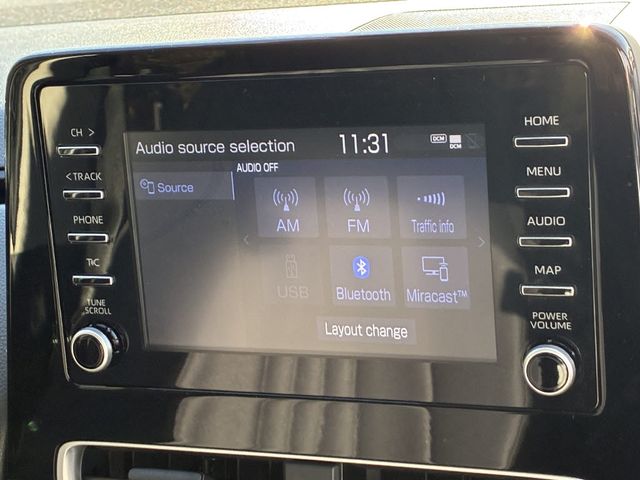 CH >
< TRACK
PHONE
T/C
TUNE
SCROLL
Audio source selection 11:31 DCM
DCM
AUDIO OFF
Source
AM FM Traffic info
USB Bluetooth Miracast™
Layout change
HOME
MENU
AUDIO
MAP
POWER
VOLUME